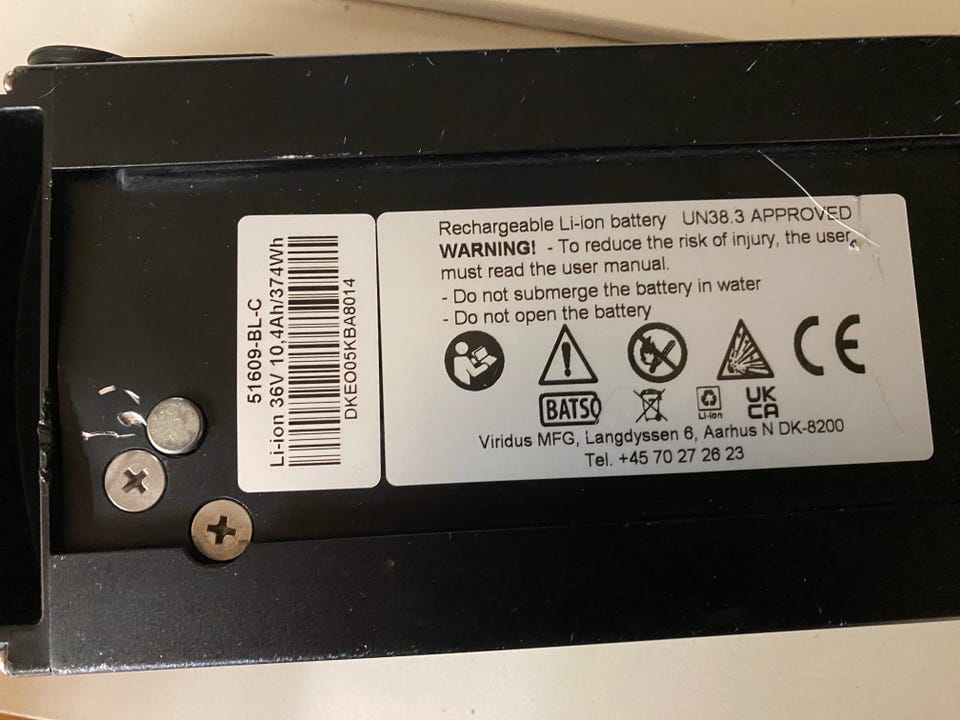 51609-BL-C
Li-ion 36V 10,4Ah/374Wh
DKEO05KBA8014
Rechargeable Li-ion battery UN38.3 APPROVED
WARNING! - To reduce the risk of injury, the user
must read the user manual.
- Do not submerge the battery in water
- Do not open the battery
CE
BATSO
Li-ion
UK
CA
Viridus MFG, Langdyssen 6, Aarhus N DK-8200
Tel. +45 70 27 26 23